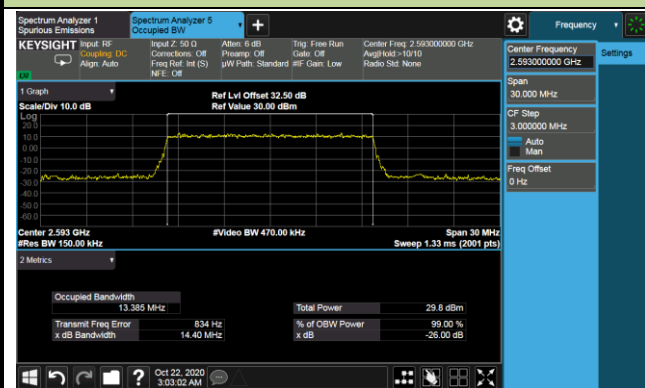 Spectrum Analyzer 1
Spurious Emissions
Spectrum Analyzer 5
Occupied BW
+
Frequency
KEYSIGHT
Input: RF
Coupling: DC
Align: Auto
Input Z: 50 Ω
Corrections: Off
Freq Ref: Int (S)
NFE: Off
Atten: 6 dB
Preamp: Off
µW Path: Standard
Trig: Free Run
Gate: Off
#IF Gain: Low
Center Freq: 2.593000000 GHz
Avg|Hold:>10/10
Radio Std: None
Center Frequency
2.593000000 GHz
Settings
Span
30.000 MHz
CF Step
3.000000 MHz
Auto
Man
Freq Offset
0 Hz
1 Graph
Scale/Div 10.0 dB
Ref Lvl Offset 32.50 dB
Ref Value 30.00 dBm
Log
20.0
10.0
0.00
-10.0
-20.0
-30.0
-40.0
-50.0
-60.0
Center 2.593 GHz
#Res BW 150.00 kHz
#Video BW 470.00 kHz
Span 30 MHz
Sweep 1.33 ms (2001 pts)
2 Metrics
Occupied Bandwidth
13.385 MHz
Total Power 29.8 dBm
Transmit Freq Error 834 Hz
% of OBW Power 99.00 %
x dB Bandwidth 14.40 MHz
x dB -26.00 dB
?
Oct 22, 2020
3:03:02 AM